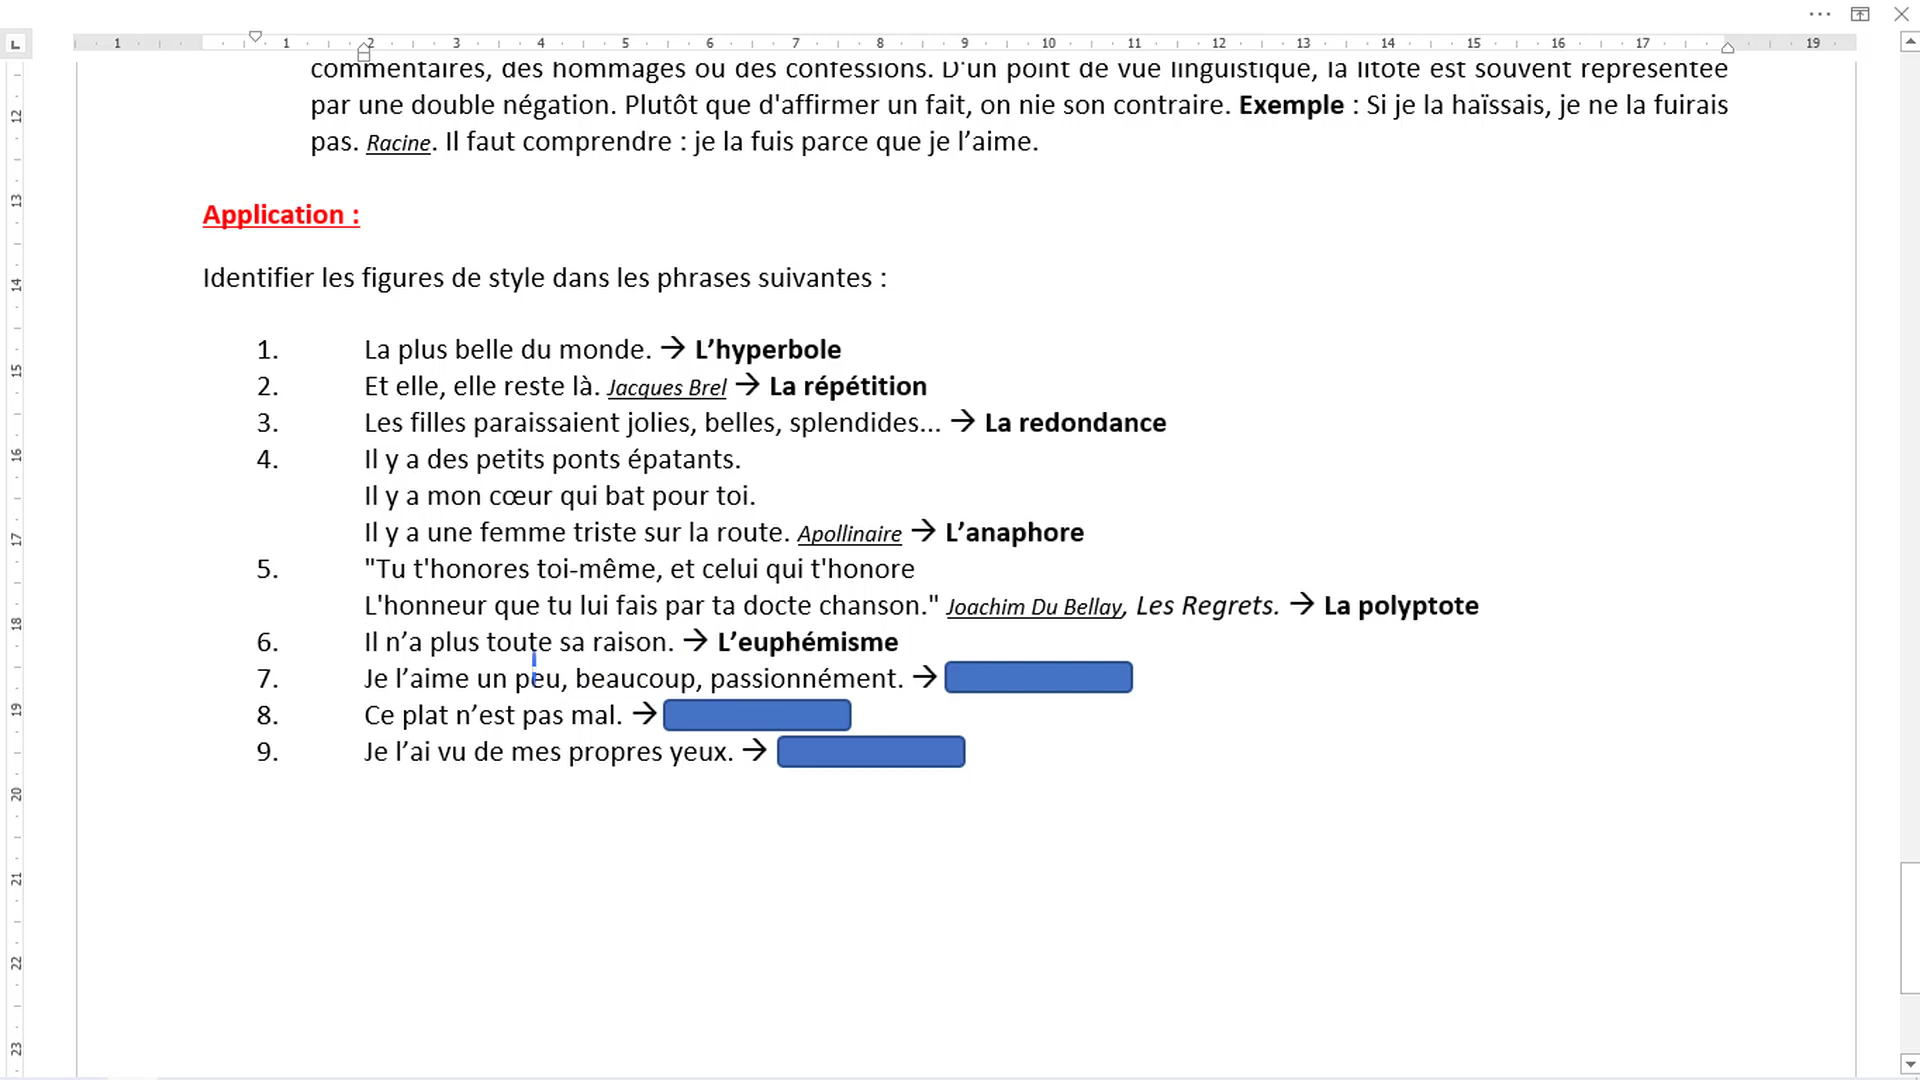 commentaires, des hommages ou des confessions. D'un point de vue linguistique, la litote est souvent représentée
par une double négation. Plutôt que d'affirmer un fait, on nie son contraire. Exemple : Si je la haïssais, je ne la fuirais
pas. Racine. Il faut comprendre : je la fuis parce que je l’aime.
Application :
Identifier les figures de style dans les phrases suivantes :
1. La plus belle du monde. → L’hyperbole
2. Et elle, elle reste là. Jacques Brel → La répétition
3. Les filles paraissaient jolies, belles, splendides... → La redondance
4. Il y a des petits ponts épatants.
Il y a mon cœur qui bat pour toi.
Il y a une femme triste sur la route. Apollinaire → L’anaphore
5. "Tu t'honores toi-même, et celui qui t'honore
L'honneur que tu lui fais par ta docte chanson." Joachim Du Bellay, Les Regrets. → La polyptote
6. Il n’a plus toute sa raison. → L’euphémisme
7. Je l’aime un peu, beaucoup, passionnément. →
8. Ce plat n’est pas mal. →
9. Je l’ai vu de mes propres yeux. →